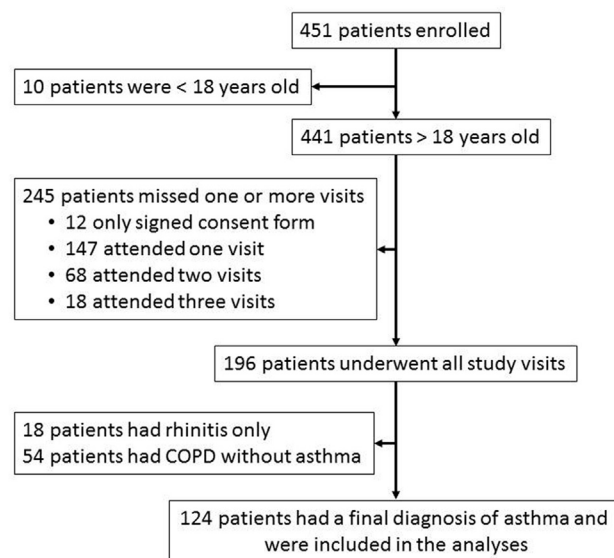 451 patients enrolled
10 patients were < 18 years old
441 patients > 18 years old
245 patients missed one or more visits
• 12 only signed consent form
• 147 attended one visit
• 68 attended two visits
• 18 attended three visits
196 patients underwent all study visits
18 patients had rhinitis only
54 patients had COPD without asthma
124 patients had a final diagnosis of asthma and
were included in the analyses